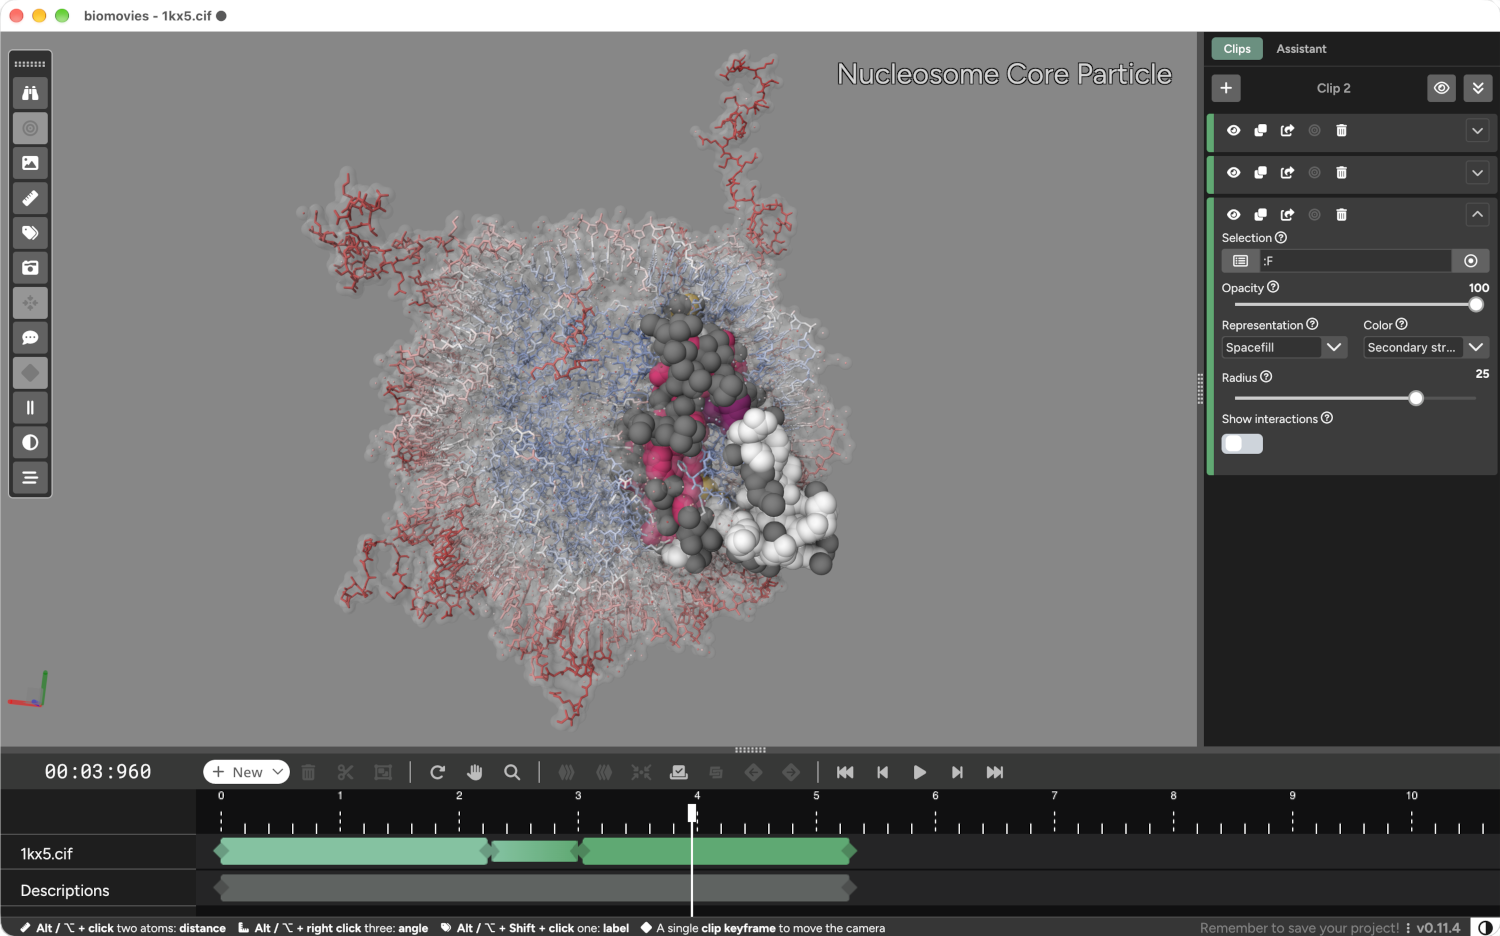 biomovies - 1kx5.cif
Nucleosome Core Particle
Clips Assistant
Clip 2
Selection
:F
Opacity 100
Representation Color
Spacefill Secondary str...
Radius 25
Show interactions
00:03:960 New
0 1 2 3 4 5 6 7 8 9 10
1kx5.cif
Descriptions
Alt / ⌥ + click two atoms: distance Alt / ⌥ + right click three: angle Alt / ⌥ + Shift + click one: label A single clip keyframe to move the camera Remember to save your project! v0.11.4